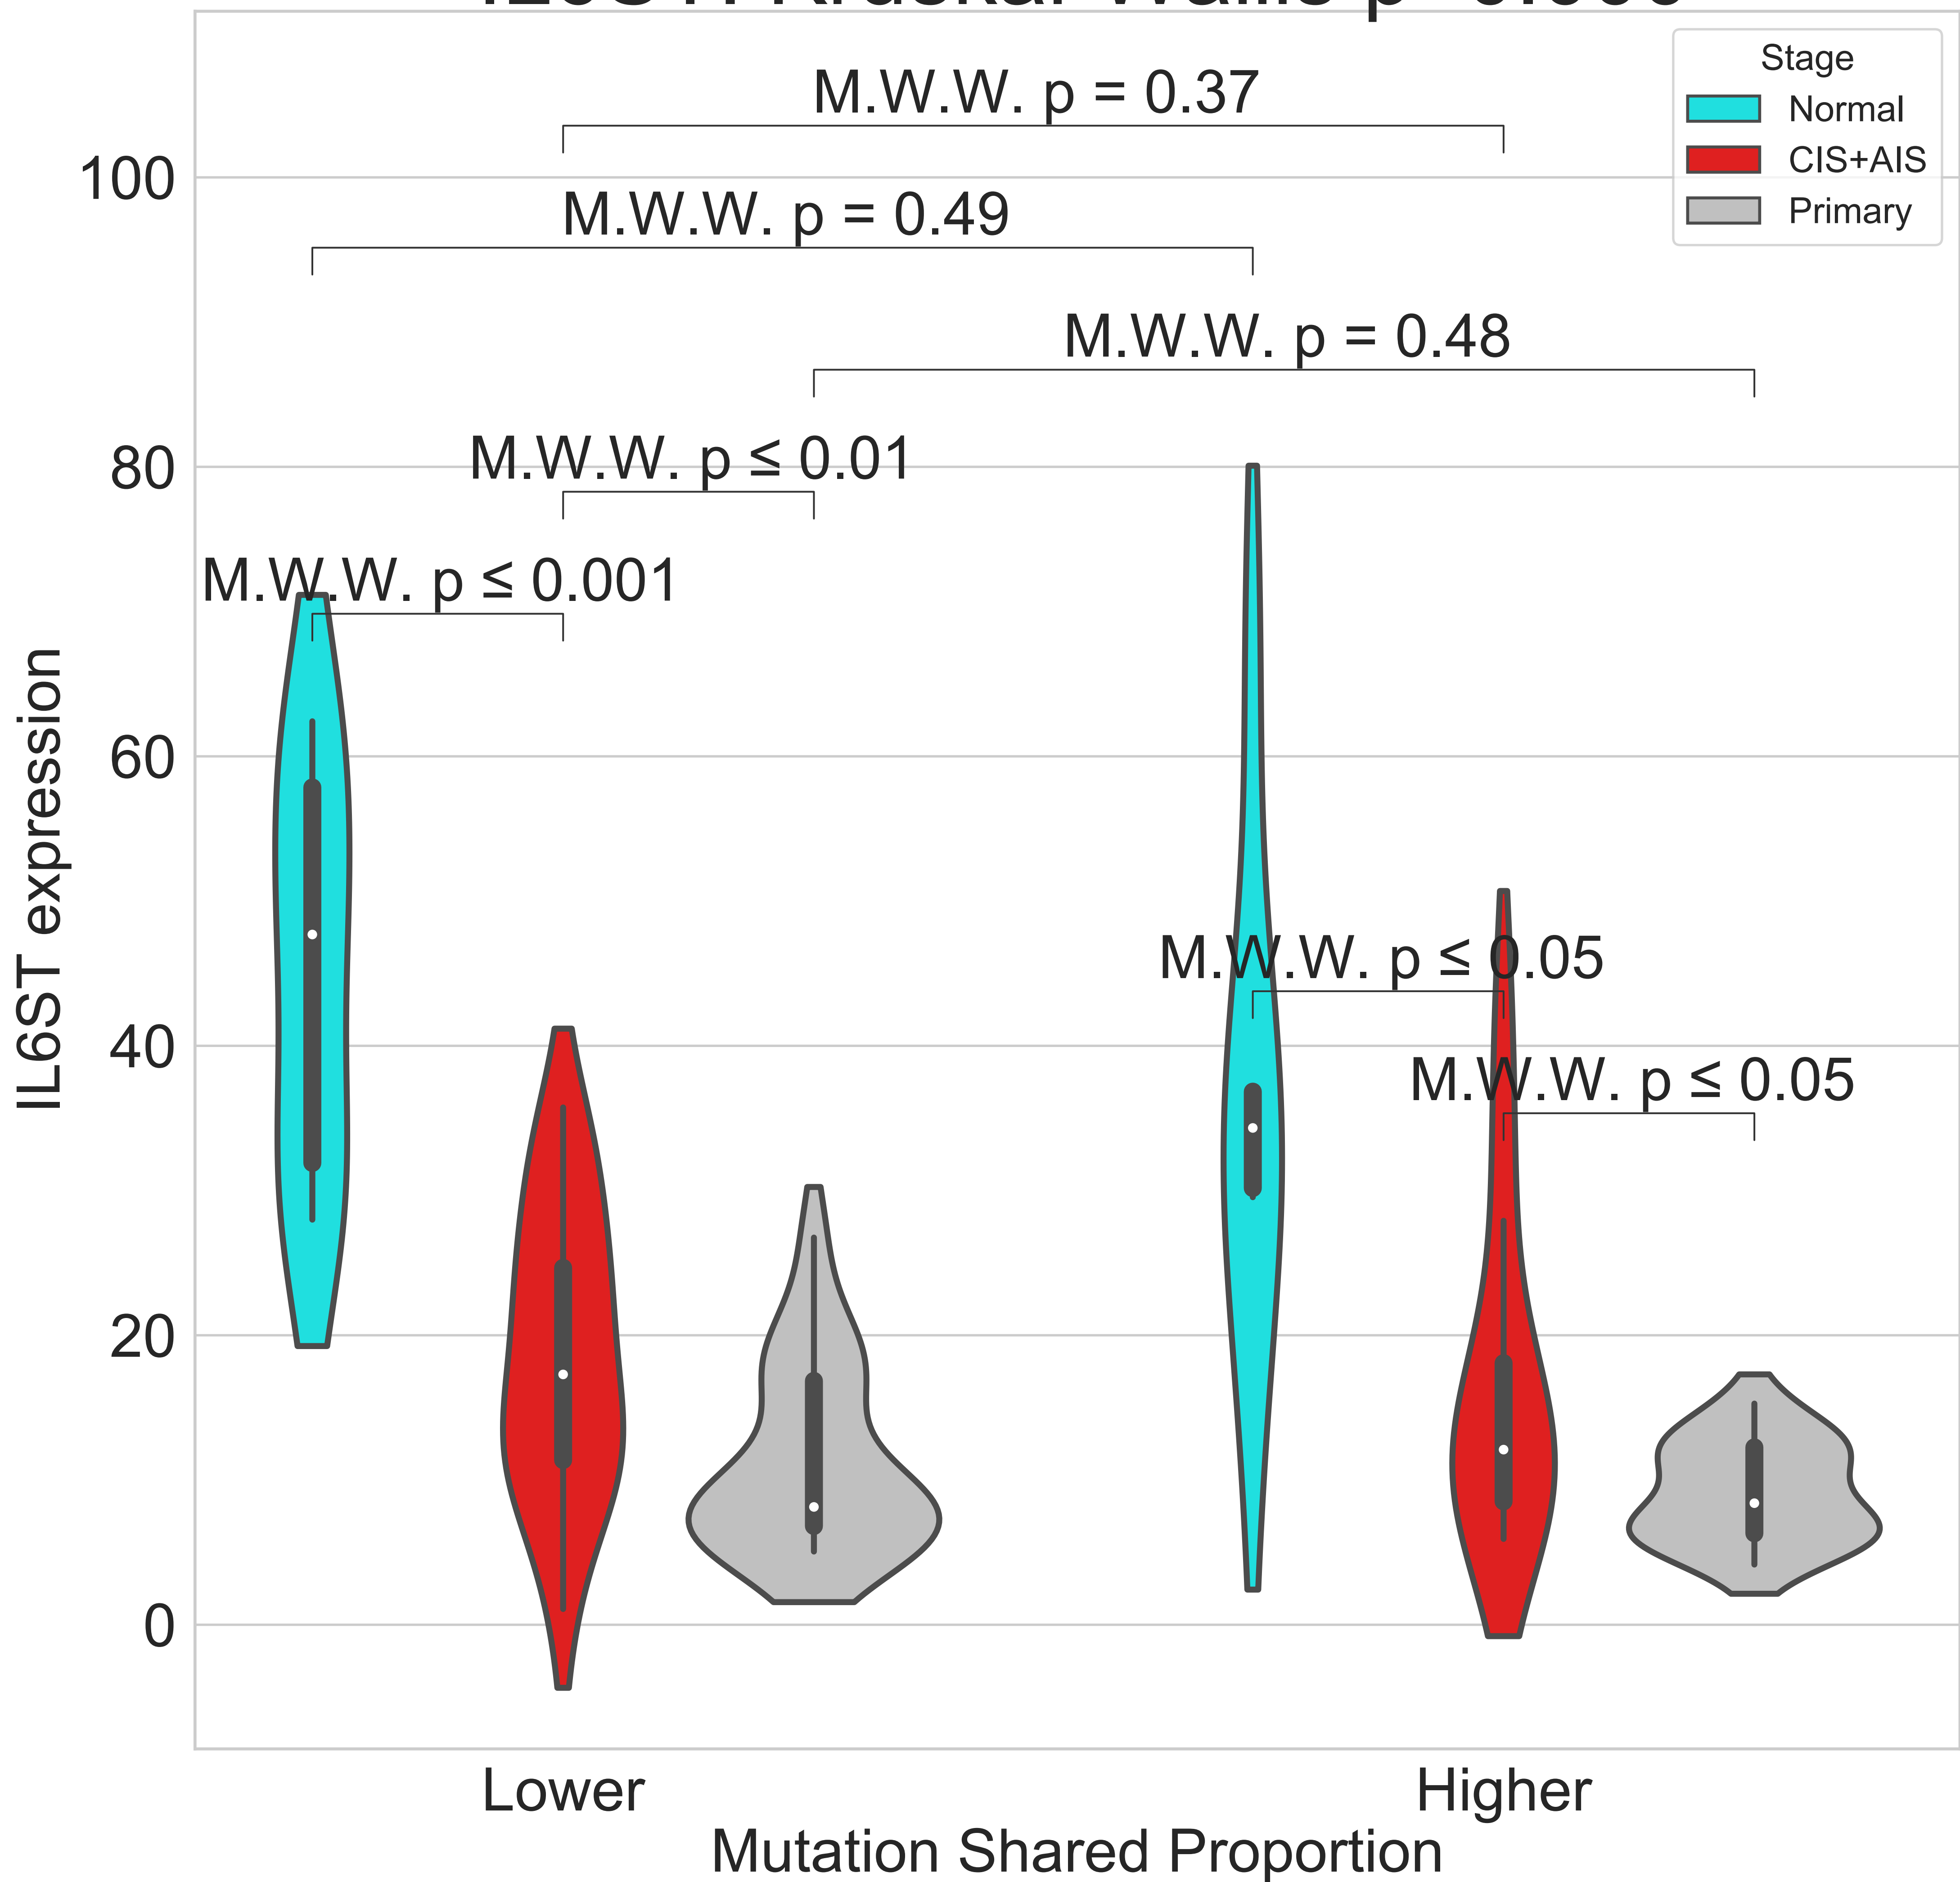 Stage
Normal
CIS+AIS
Primary
M.W.W. p = 0.37
M.W.W. p = 0.49
M.W.W. p = 0.48
M.W.W. p ≤ 0.01
M.W.W. p ≤ 0.001
M.W.W. p ≤ 0.05
M.W.W. p ≤ 0.05
100
80
60
40
20
0
IL6ST expression
Lower
Higher
Mutation Shared Proportion